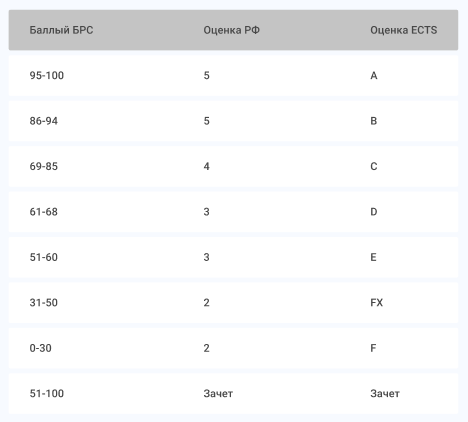 Баллый БРС Оценка РФ Оценка ECTS
95-100 5 A
86-94 5 B
69-85 4 C
61-68 3 D
51-60 3 E
31-50 2 FX
0-30 2 F
51-100 Зачет Зачет